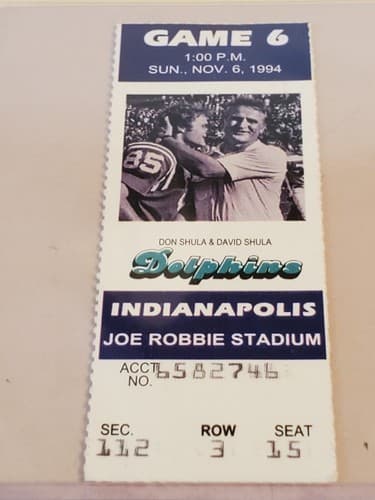 GAME 6
1:00 P.M.
SUN., NOV. 6, 1994
85
DON SHULA & DAVID SHULA
Dolphins
INDIANAPOLIS
JOE ROBBIE STADIUM
ACCT. NO. 6582746
SEC. ROW SEAT
112 3 15